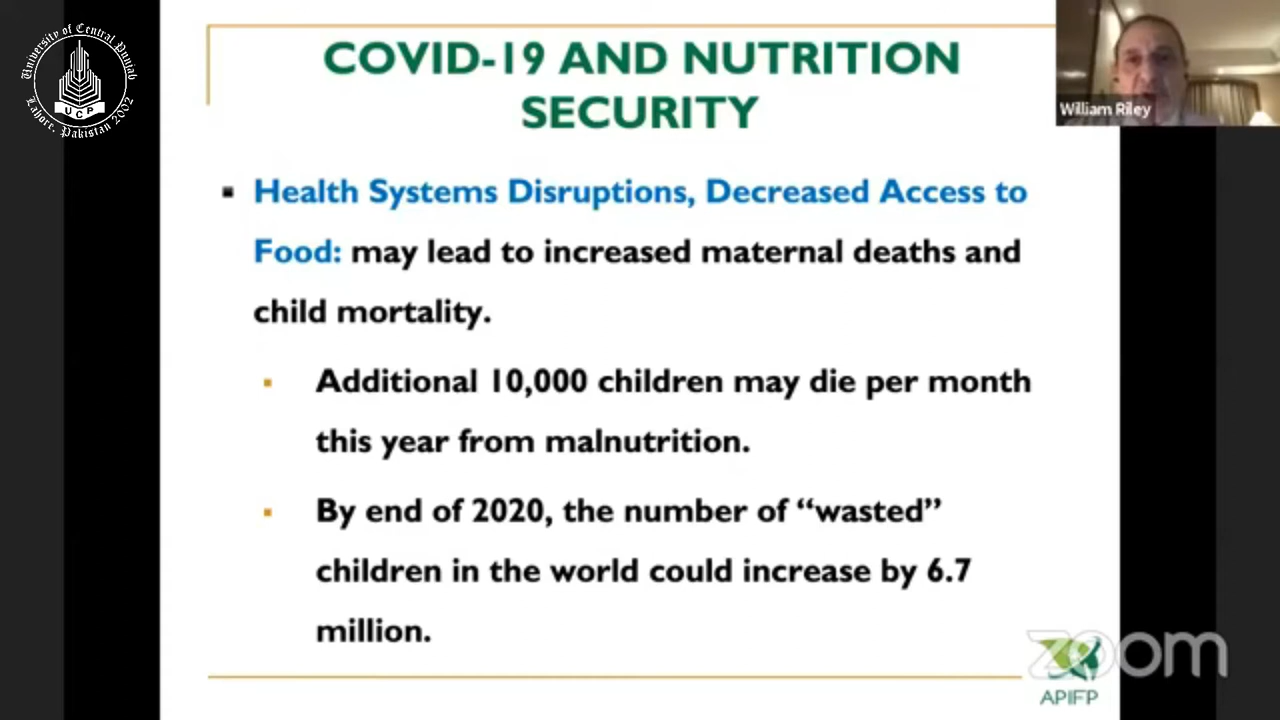 University of Central Punjab
UCP
Lahore, Pakistan 2002
COVID-19 AND NUTRITION
SECURITY
William Riley
▪ Health Systems Disruptions, Decreased Access to
Food: may lead to increased maternal deaths and
child mortality.
▪ Additional 10,000 children may die per month
this year from malnutrition.
▪ By end of 2020, the number of “wasted”
children in the world could increase by 6.7
million.
zoom
APIFP